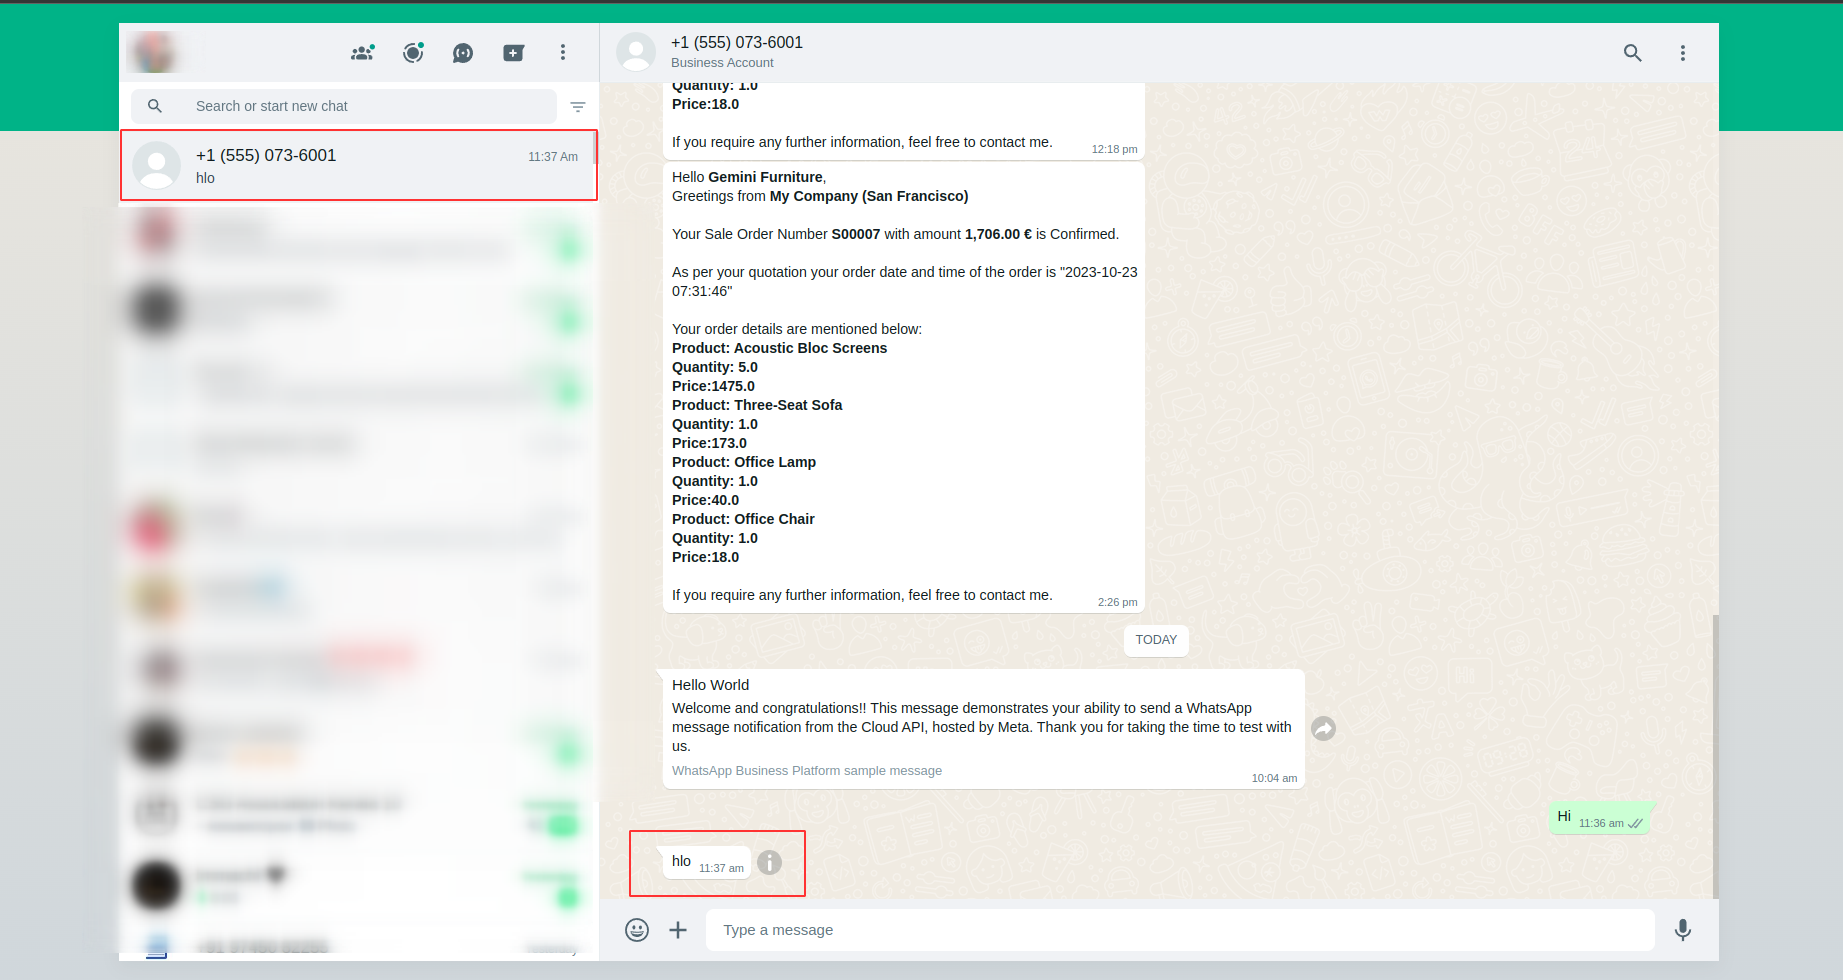 Search or start new chat
+1 (555) 073-6001
11:37 Am
hlo
+1 (555) 073-6001
Business Account
Quantity: 1.0
Price:18.0
If you require any further information, feel free to contact me.
12:18 pm
Hello Gemini Furniture,
Greetings from My Company (San Francisco)
Your Sale Order Number S00007 with amount 1,706.00 € is Confirmed.
As per your quotation your order date and time of the order is "2023-10-23
07:31:46"
Your order details are mentioned below:
Product: Acoustic Bloc Screens
Quantity: 5.0
Price:1475.0
Product: Three-Seat Sofa
Quantity: 1.0
Price:173.0
Product: Office Lamp
Quantity: 1.0
Price:40.0
Product: Office Chair
Quantity: 1.0
Price:18.0
If you require any further information, feel free to contact me.
2:26 pm
TODAY
Hello World
Welcome and congratulations!! This message demonstrates your ability to send a WhatsApp
message notification from the Cloud API, hosted by Meta. Thank you for taking the time to test with
us.
WhatsApp Business Platform sample message
10:04 am
Hi 11:36 am
hlo 11:37 am
Type a message